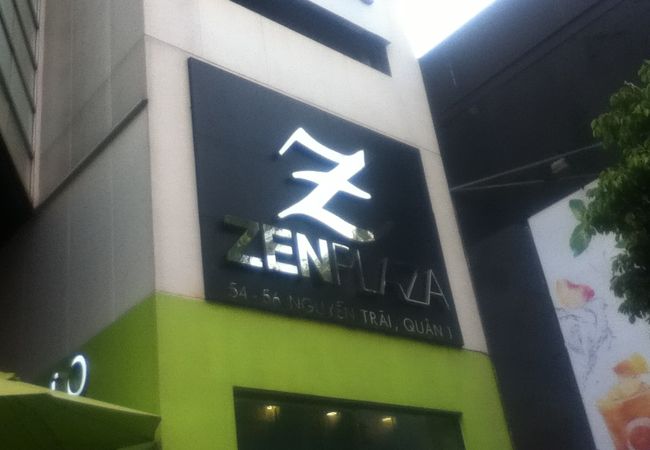 Z
ZENPLAZA
54 - 56 NGUYỄN TRÃI, QUẬN 1